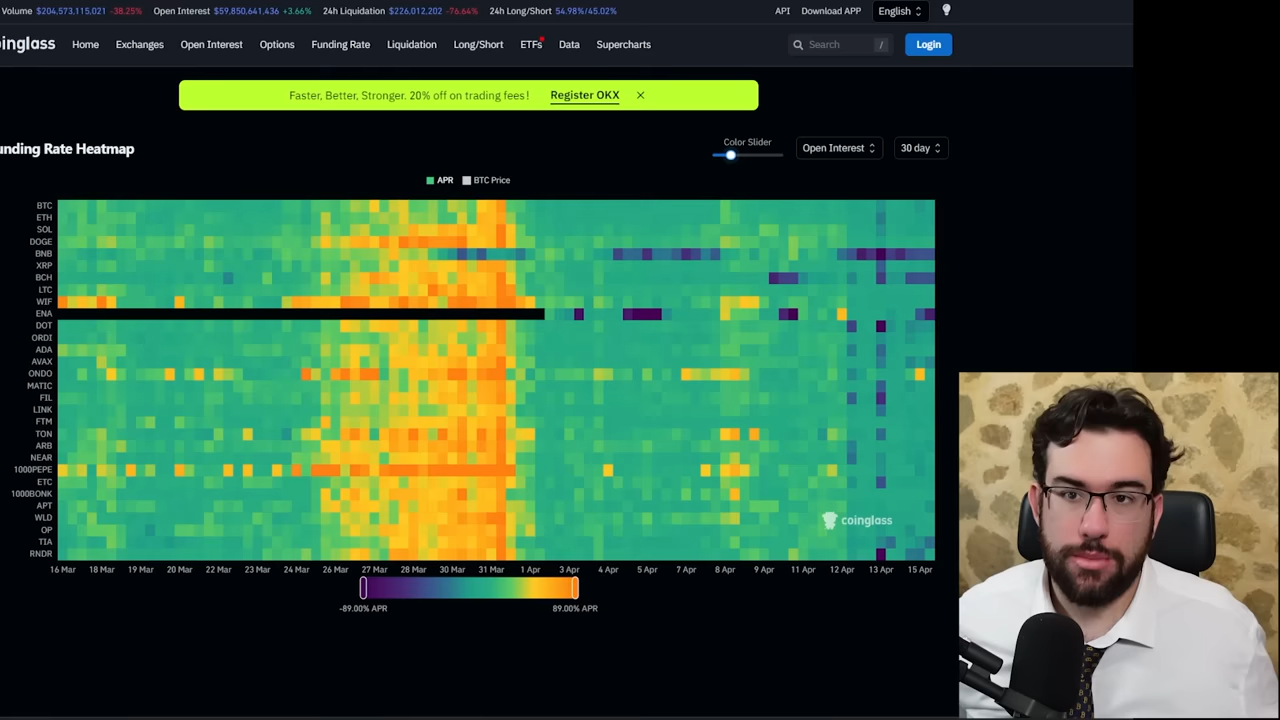 Volume $204,573,115,021 -38.25% Open Interest $59,850,641,436 +3.66% 24h Liquidation $226,012,202 -76.64% 24h Long/Short 54.98%/45.02% API Download APP English
oinglass Home Exchanges Open Interest Options Funding Rate Liquidation Long/Short ETFs Data Supercharts Search / Login
Faster, Better, Stronger. 20% off on trading fees! Register OKX
Color Slider
unding Rate Heatmap Open Interest 30 day
APR BTC Price
BTC
ETH
SOL
DOGE
BNB
XRP
BCH
LTC
WIF
ENA
DOT
ORDI
ADA
AVAX
ONDO
MATIC
FIL
LINK
FTM
TON
ARB
NEAR
1000PEPE
ETC
1000BONK
APT
WLD
coinglass
OP
TIA
RNDR
16 Mar 18 Mar 19 Mar 20 Mar 22 Mar 23 Mar 24 Mar 26 Mar 27 Mar 28 Mar 30 Mar 31 Mar 1 Apr 3 Apr 4 Apr 5 Apr 7 Apr 8 Apr 9 Apr 11 Apr 12 Apr 13 Apr 15 Apr
-89.00% APR 89.00% APR